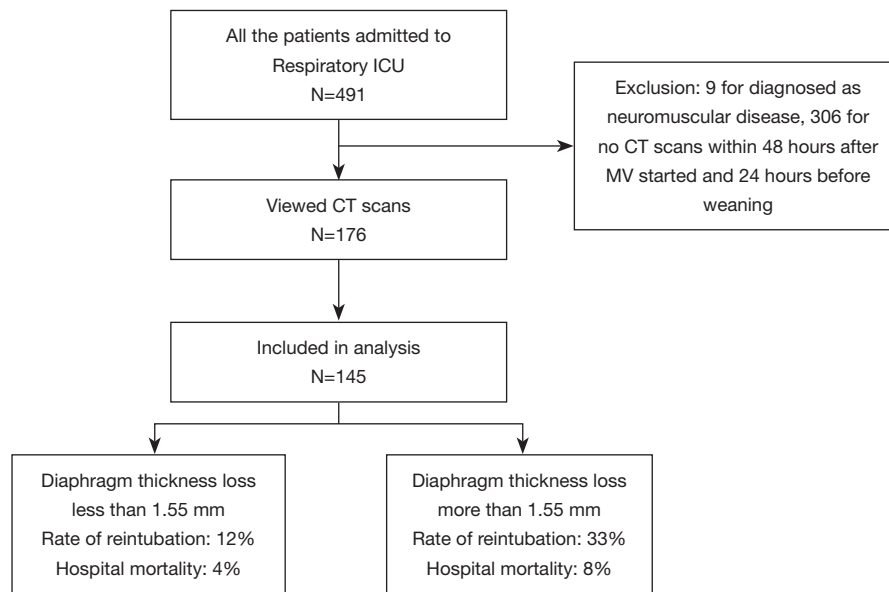 All the patients admitted to
Respiratory ICU
N=491
Exclusion: 9 for diagnosed as
neuromuscular disease, 306 for
no CT scans within 48 hours after
MV started and 24 hours before
weaning
Viewed CT scans
N=176
Included in analysis
N=145
Diaphragm thickness loss
less than 1.55 mm
Rate of reintubation: 12%
Hospital mortality: 4%
Diaphragm thickness loss
more than 1.55 mm
Rate of reintubation: 33%
Hospital mortality: 8%